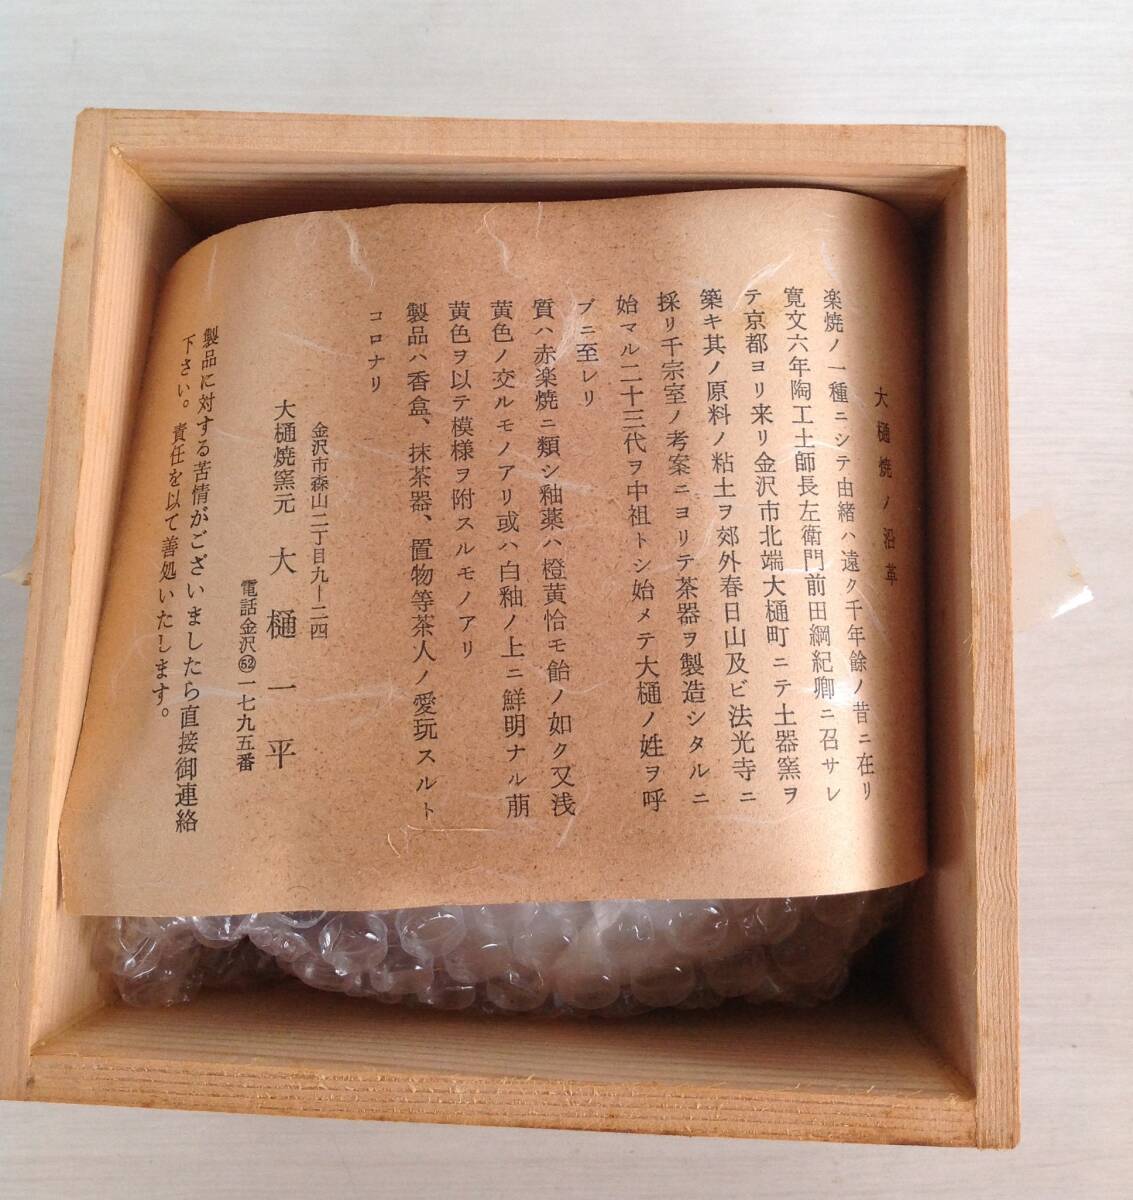 大樋焼ノ沿革
楽焼ノ一種ニシテ由緒ハ遠ク千年餘ノ昔ニ在リ
寛文六年陶工土師長左衛門前田綱紀卿ニ召サレ
テ京都ヨリ来リ金沢市北端大樋町ニテ土器窯ヲ
築キ其ノ原料ノ粘土ヲ郊外春日山及ビ法光寺ニ
採リ千宗室ノ考案ニヨリテ茶器ヲ製造シタルニ
始マル二十三代ヲ中祖トシ始メテ大樋ノ姓ヲ呼
ブニ至レリ
質ハ赤楽焼ニ類シ釉薬ハ橙黄恰モ飴ノ如ク又浅
黄色ノ交ルモノアリ或ハ白釉ノ上ニ鮮明ナル萠
黄色ヲ以テ模様ヲ附スルモノアリ
製品ハ香盒、抹茶器、置物等茶人ノ愛玩スルト
コロナリ
金沢市森山二丁目九ー二四
大樋焼窯元 大樋一平
電話金沢㊾一七九五番
製品に対する苦情がございましたら直接御連絡
下さい。責任を以て善処いたします。